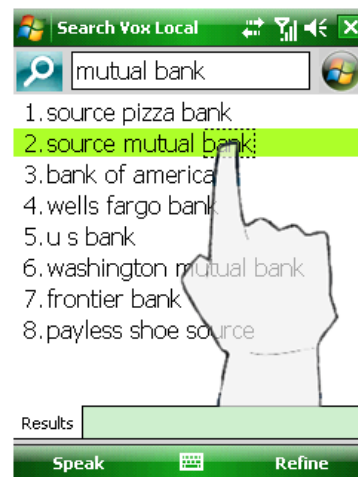 Search Vox Local
mutual bank
1. source pizza bank
2. source mutual bank
3. bank of america
4. wells fargo bank
5. u s bank
6. washington mutual bank
7. frontier bank
8. payless shoe source
Results
Speak Refine